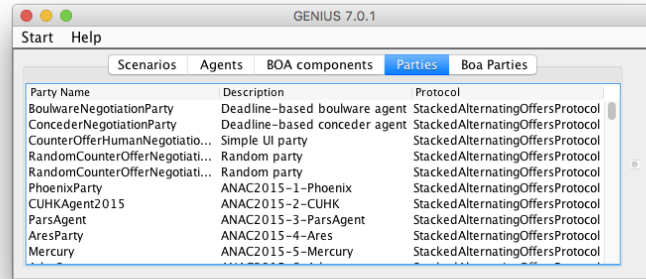 GENIUS 7.0.1
Start Help
Scenarios Agents BOA components Parties Boa Parties
Party Name Description Protocol
BoulwareNegotiationParty Deadline-based boulware agent StackedAlternatingOffersProtocol
ConcederNegotiationParty Deadline-based conceder agent StackedAlternatingOffersProtocol
CounterOfferHumanNegotiatio... Simple UI party StackedAlternatingOffersProtocol
RandomCounterOfferNegotiati... Random party StackedAlternatingOffersProtocol
RandomCounterOfferNegotiati... Random party StackedAlternatingOffersProtocol
PhoenixParty ANAC2015-1-Phoenix StackedAlternatingOffersProtocol
CUHKAgent2015 ANAC2015-2-CUHK StackedAlternatingOffersProtocol
ParsAgent ANAC2015-3-ParsAgent StackedAlternatingOffersProtocol
AresParty ANAC2015-4-Ares StackedAlternatingOffersProtocol
Mercury ANAC2015-5-Mercury StackedAlternatingOffersProtocol